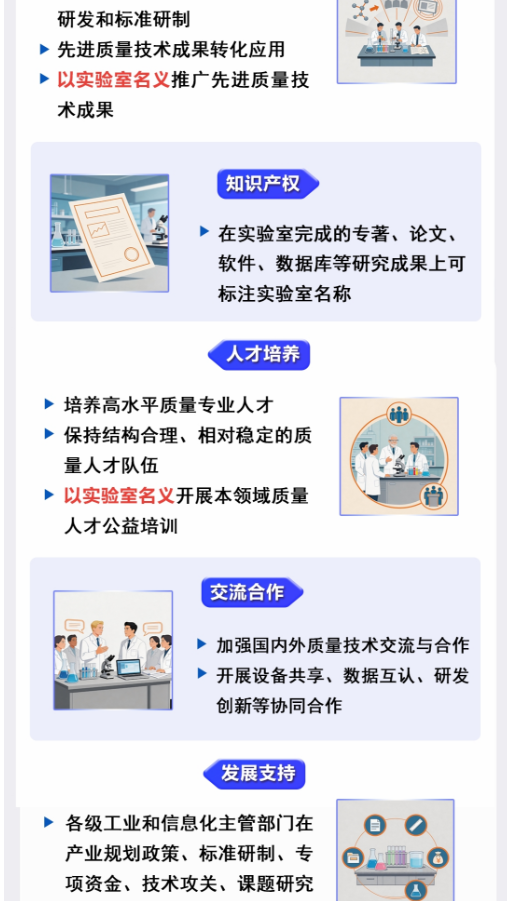 研发和标准研制
先进质量技术成果转化应用
以实验室名义推广先进质量技
术成果
知识产权
在实验室完成的专著、论文、
软件、数据库等研究成果上可
标注实验室名称
人才培养
培养高水平质量专业人才
保持结构合理、相对稳定的质
量人才队伍
以实验室名义开展本领域质量
人才公益培训
交流合作
加强国内外质量技术交流与合作
开展设备共享、数据互认、研发
创新等协同合作
发展支持
各级工业和信息化主管部门在
产业规划政策、标准研制、专
项资金、技术攻关、课题研究